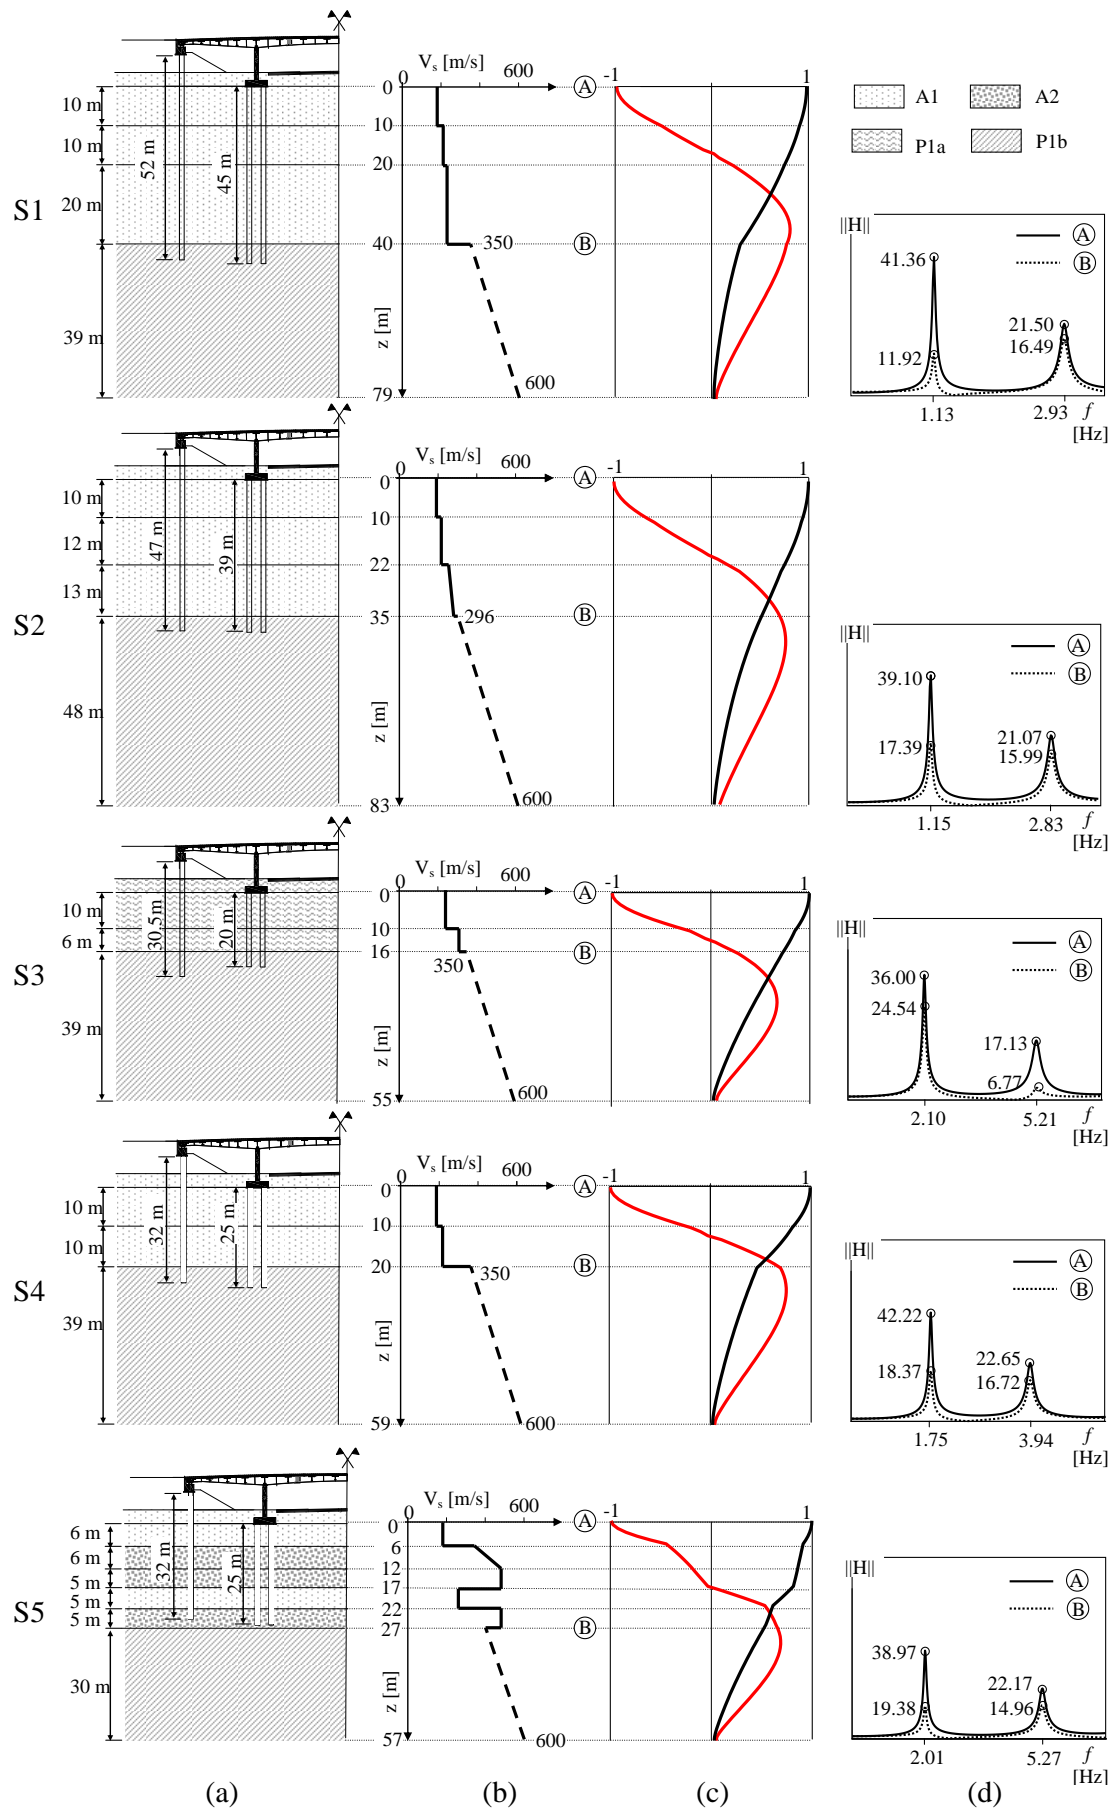 V_s [m/s] 600
0
A
-1
1
A1
A2
P1a
P1b
S1
10 m
10 m
20 m
39 m
52 m
45 m
0
10
20
40
79
z [m]
350
600
B
||H||
A
B
41.36
11.92
21.50
16.49
1.13
2.93
f
[Hz]
S2
10 m
12 m
13 m
48 m
47 m
39 m
V_s [m/s] 600
0
0
10
22
35
83
z [m]
296
600
A
B
-1
1
||H||
A
B
39.10
17.39
21.07
15.99
1.15
2.83
f
[Hz]
S3
10 m
6 m
39 m
30.5 m
20 m
V_s [m/s] 600
0
0
10
16
55
z [m]
350
600
A
B
-1
1
||H||
A
B
36.00
24.54
17.13
6.77
2.10
5.21
f
[Hz]
S4
10 m
10 m
39 m
32 m
25 m
V_s [m/s] 600
0
0
10
20
59
z [m]
350
600
A
B
-1
1
||H||
A
B
42.22
18.37
22.65
16.72
1.75
3.94
f
[Hz]
S5
6 m
6 m
5 m
5 m
5 m
30 m
32 m
25 m
V_s [m/s] 600
0
0
6
12
17
22
27
57
z [m]
600
A
B
-1
1
||H||
A
B
38.97
19.38
22.17
14.96
2.01
5.27
f
[Hz]
(a)
(b)
(c)
(d)